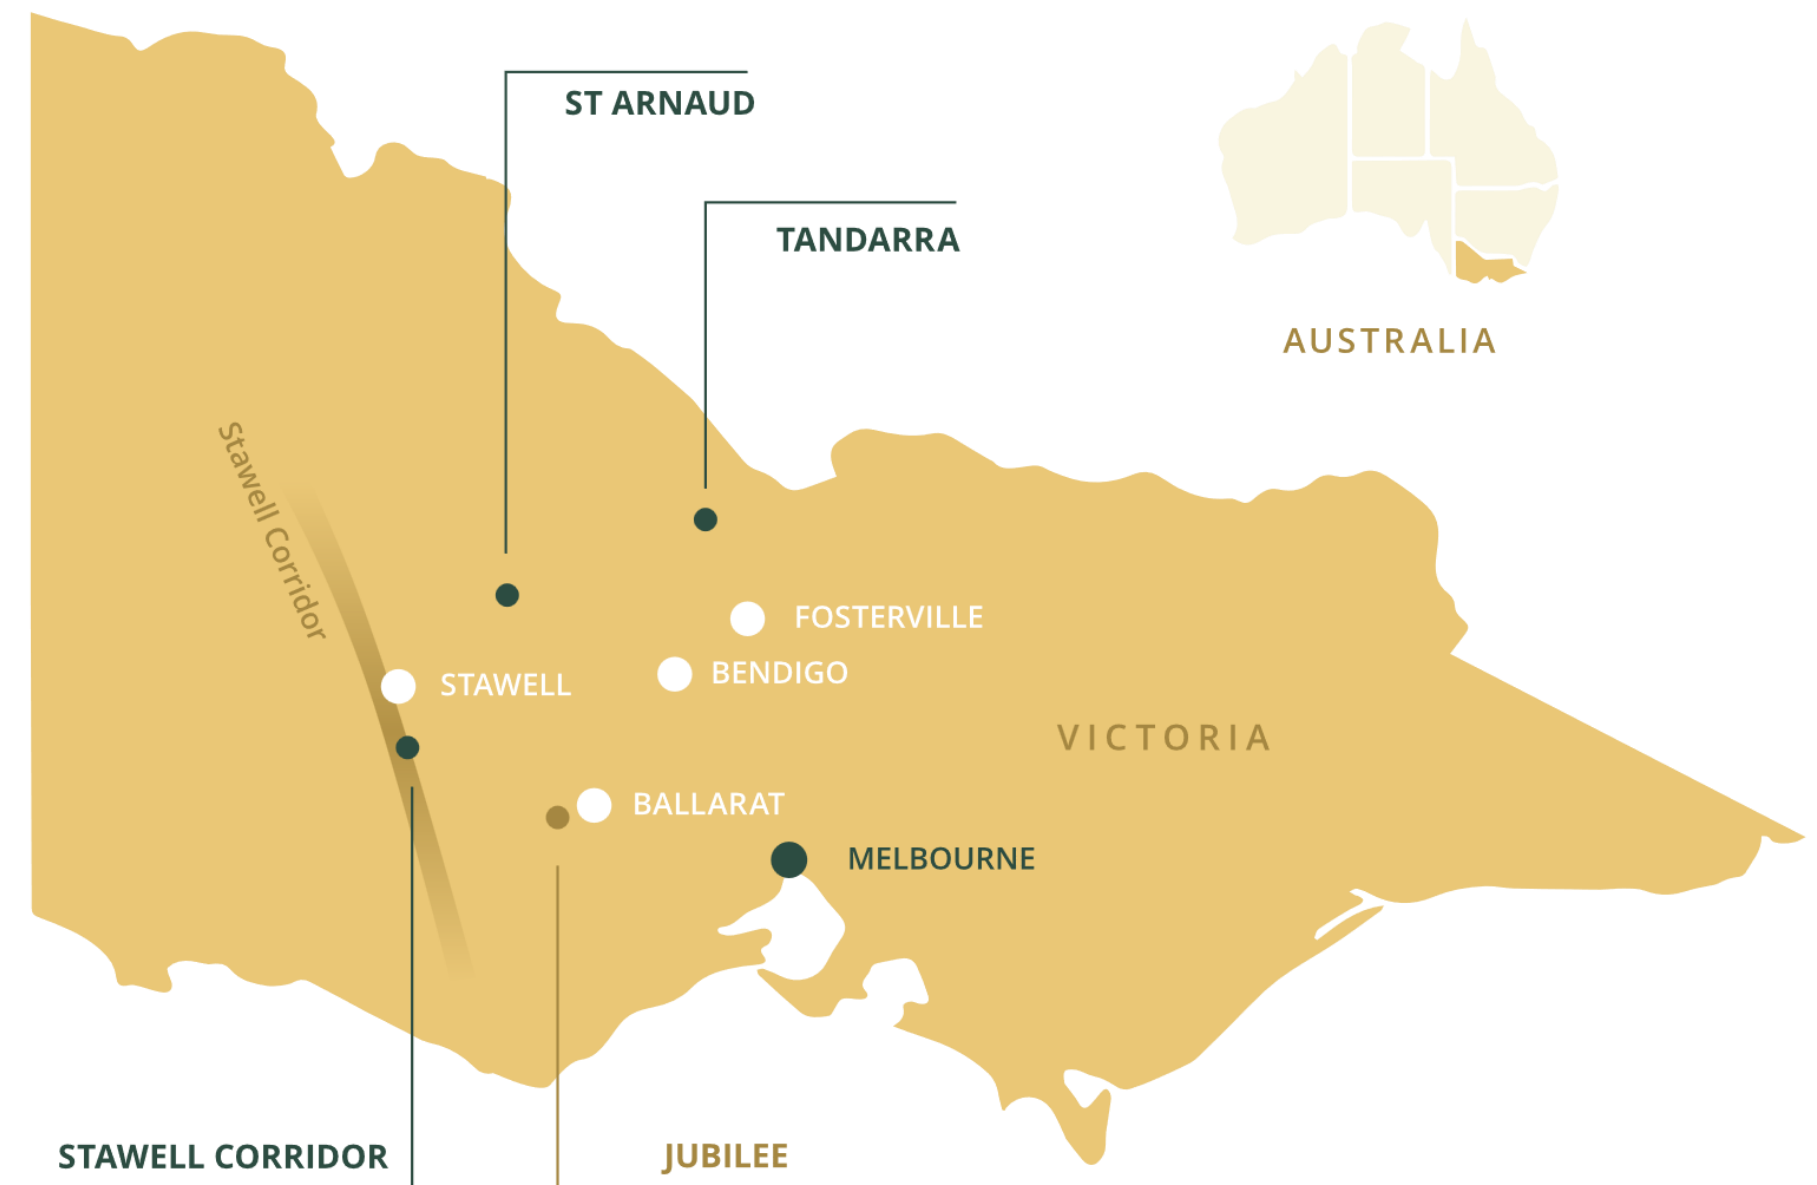 ST ARNAUD
TANDARRA
AUSTRALIA
Stawell Corridor
FOSTERVILLE
BENDIGO
STAWELL
VICTORIA
BALLARAT
MELBOURNE
STAWELL CORRIDOR
JUBILEE